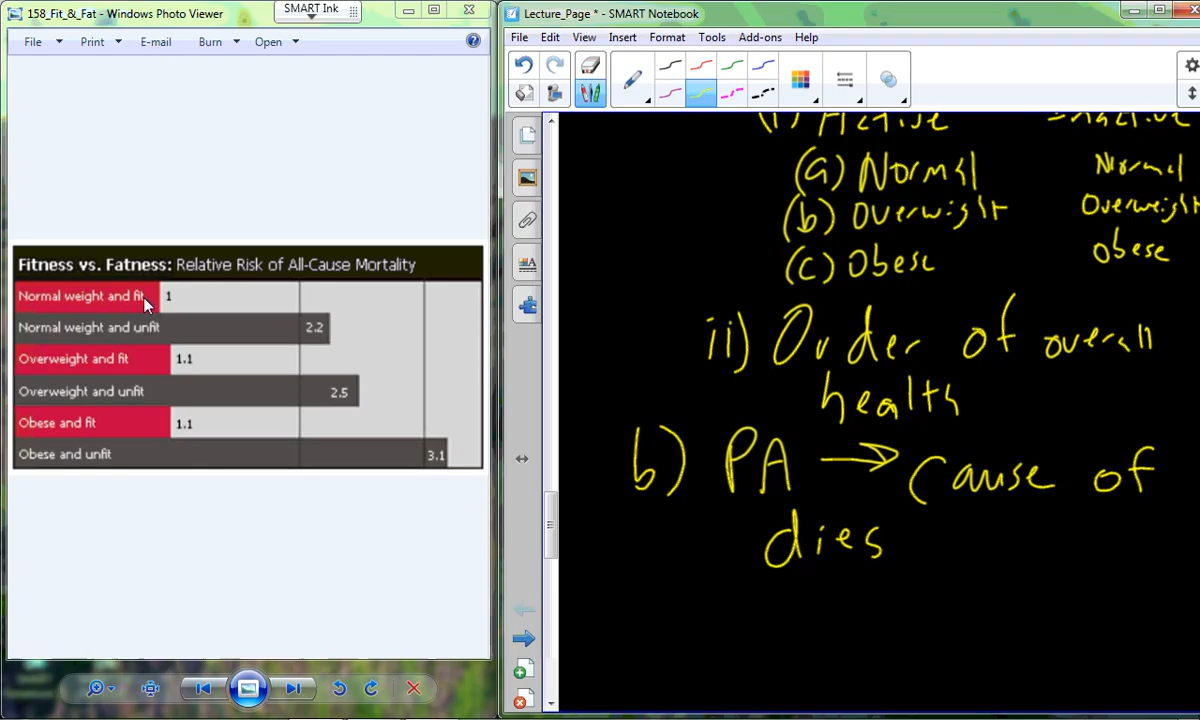 158_Fit_&_Fat - Windows Photo Viewer
SMART Ink
File Print E-mail Burn Open
Fitness vs. Fatness: Relative Risk of All-Cause Mortality
Normal weight and fit 1
Normal weight and unfit 2.2
Overweight and fit 1.1
Overweight and unfit 2.5
Obese and fit 1.1
Obese and unfit 3.1
Lecture_Page * - SMART Notebook
File Edit View Insert Format Tools Add-ons Help
Active Inactive
(a) Normal Normal
(b) Overwight Overweight
(c) Obese Obese
ii) Order of overall
health
b) PA → Cause of
dies